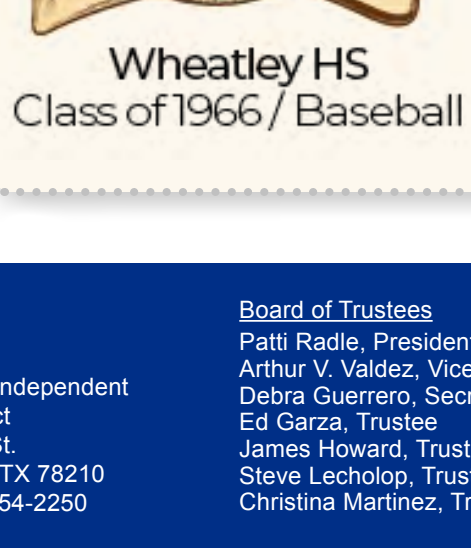 Wheatley HS
Class of 1966 / Baseball
ndependent
ct
St.
TX 78210
54-2250
Board of Trustees
Patti Radle, President
Arthur V. Valdez, Vice
Debra Guerrero, Secr
Ed Garza, Trustee
James Howard, Trust
Steve Lecholop, Trust
Christina Martinez, Tr